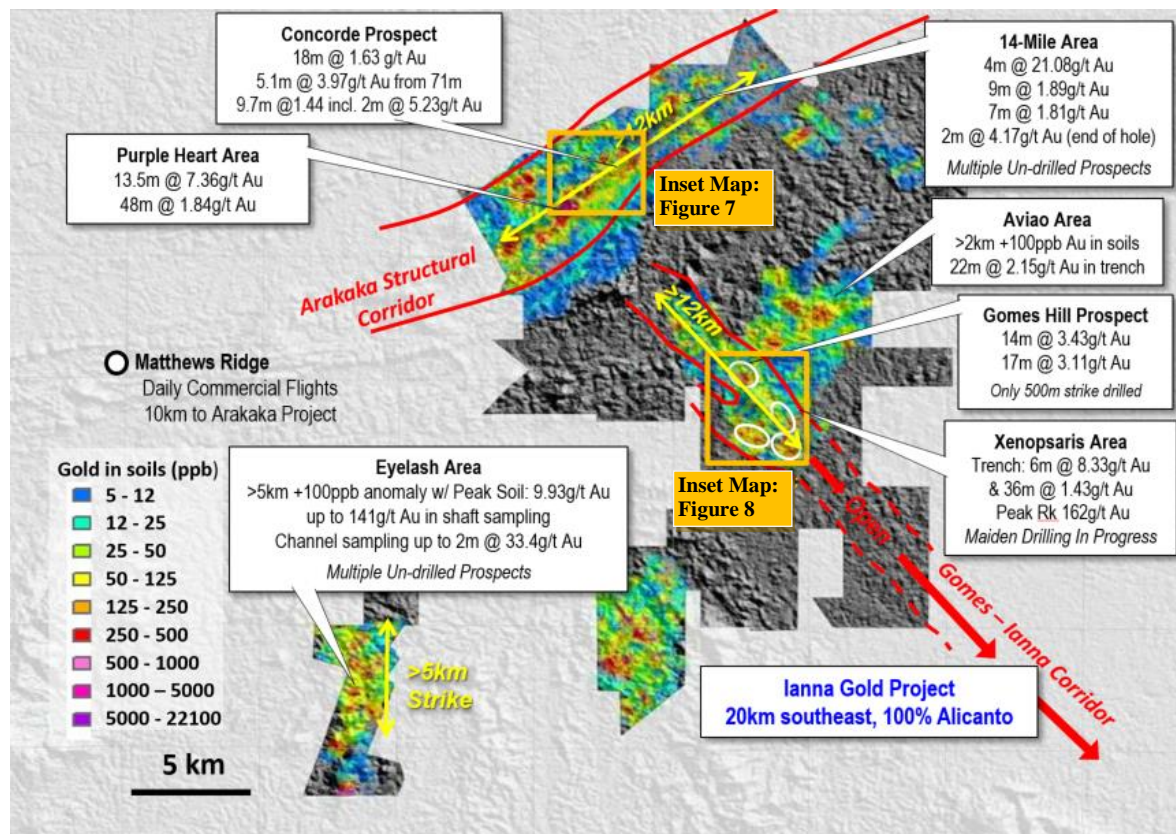 Concorde Prospect
18m @ 1.63 g/t Au
5.1m @ 3.97g/t Au from 71m
9.7m @1.44 incl. 2m @ 5.23g/t Au
14-Mile Area
4m @ 21.08g/t Au
9m @ 1.89g/t Au
7m @ 1.81g/t Au
2m @ 4.17g/t Au (end of hole)
Multiple Un-drilled Prospects
Purple Heart Area
13.5m @ 7.36g/t Au
48m @ 1.84g/t Au
12km
Inset Map:
Figure 7
Arakaka Structural
Corridor
Aviao Area
>2km +100ppb Au in soils
22m @ 2.15g/t Au in trench
>12km
Gomes Hill Prospect
14m @ 3.43g/t Au
17m @ 3.11g/t Au
Only 500m strike drilled
Matthews Ridge
Daily Commercial Flights
10km to Arakaka Project
Xenopsaris Area
Trench: 6m @ 8.33g/t Au
& 36m @ 1.43g/t Au
Peak Rk 162g/t Au
Maiden Drilling In Progress
Inset Map:
Figure 8
Open
Gomes – Ianna Corridor
Eyelash Area
>5km +100ppb anomaly w/ Peak Soil: 9.93g/t Au
up to 141g/t Au in shaft sampling
Channel sampling up to 2m @ 33.4g/t Au
Multiple Un-drilled Prospects
Gold in soils (ppb)
5 - 12
12 - 25
25 - 50
50 - 125
125 - 250
250 - 500
500 - 1000
1000 – 5000
5000 - 22100
5 km
>5km
Strike
Ianna Gold Project
20km southeast, 100% Alicanto